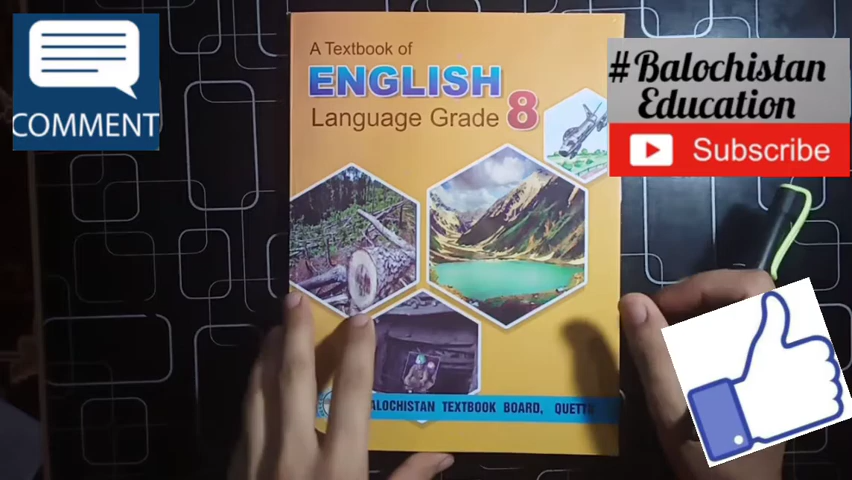 COMMENT
A Textbook of
ENGLISH
Language Grade 8
#Balochistan
Education
Subscribe
BALOCHISTAN TEXTBOOK BOARD, QUETTA